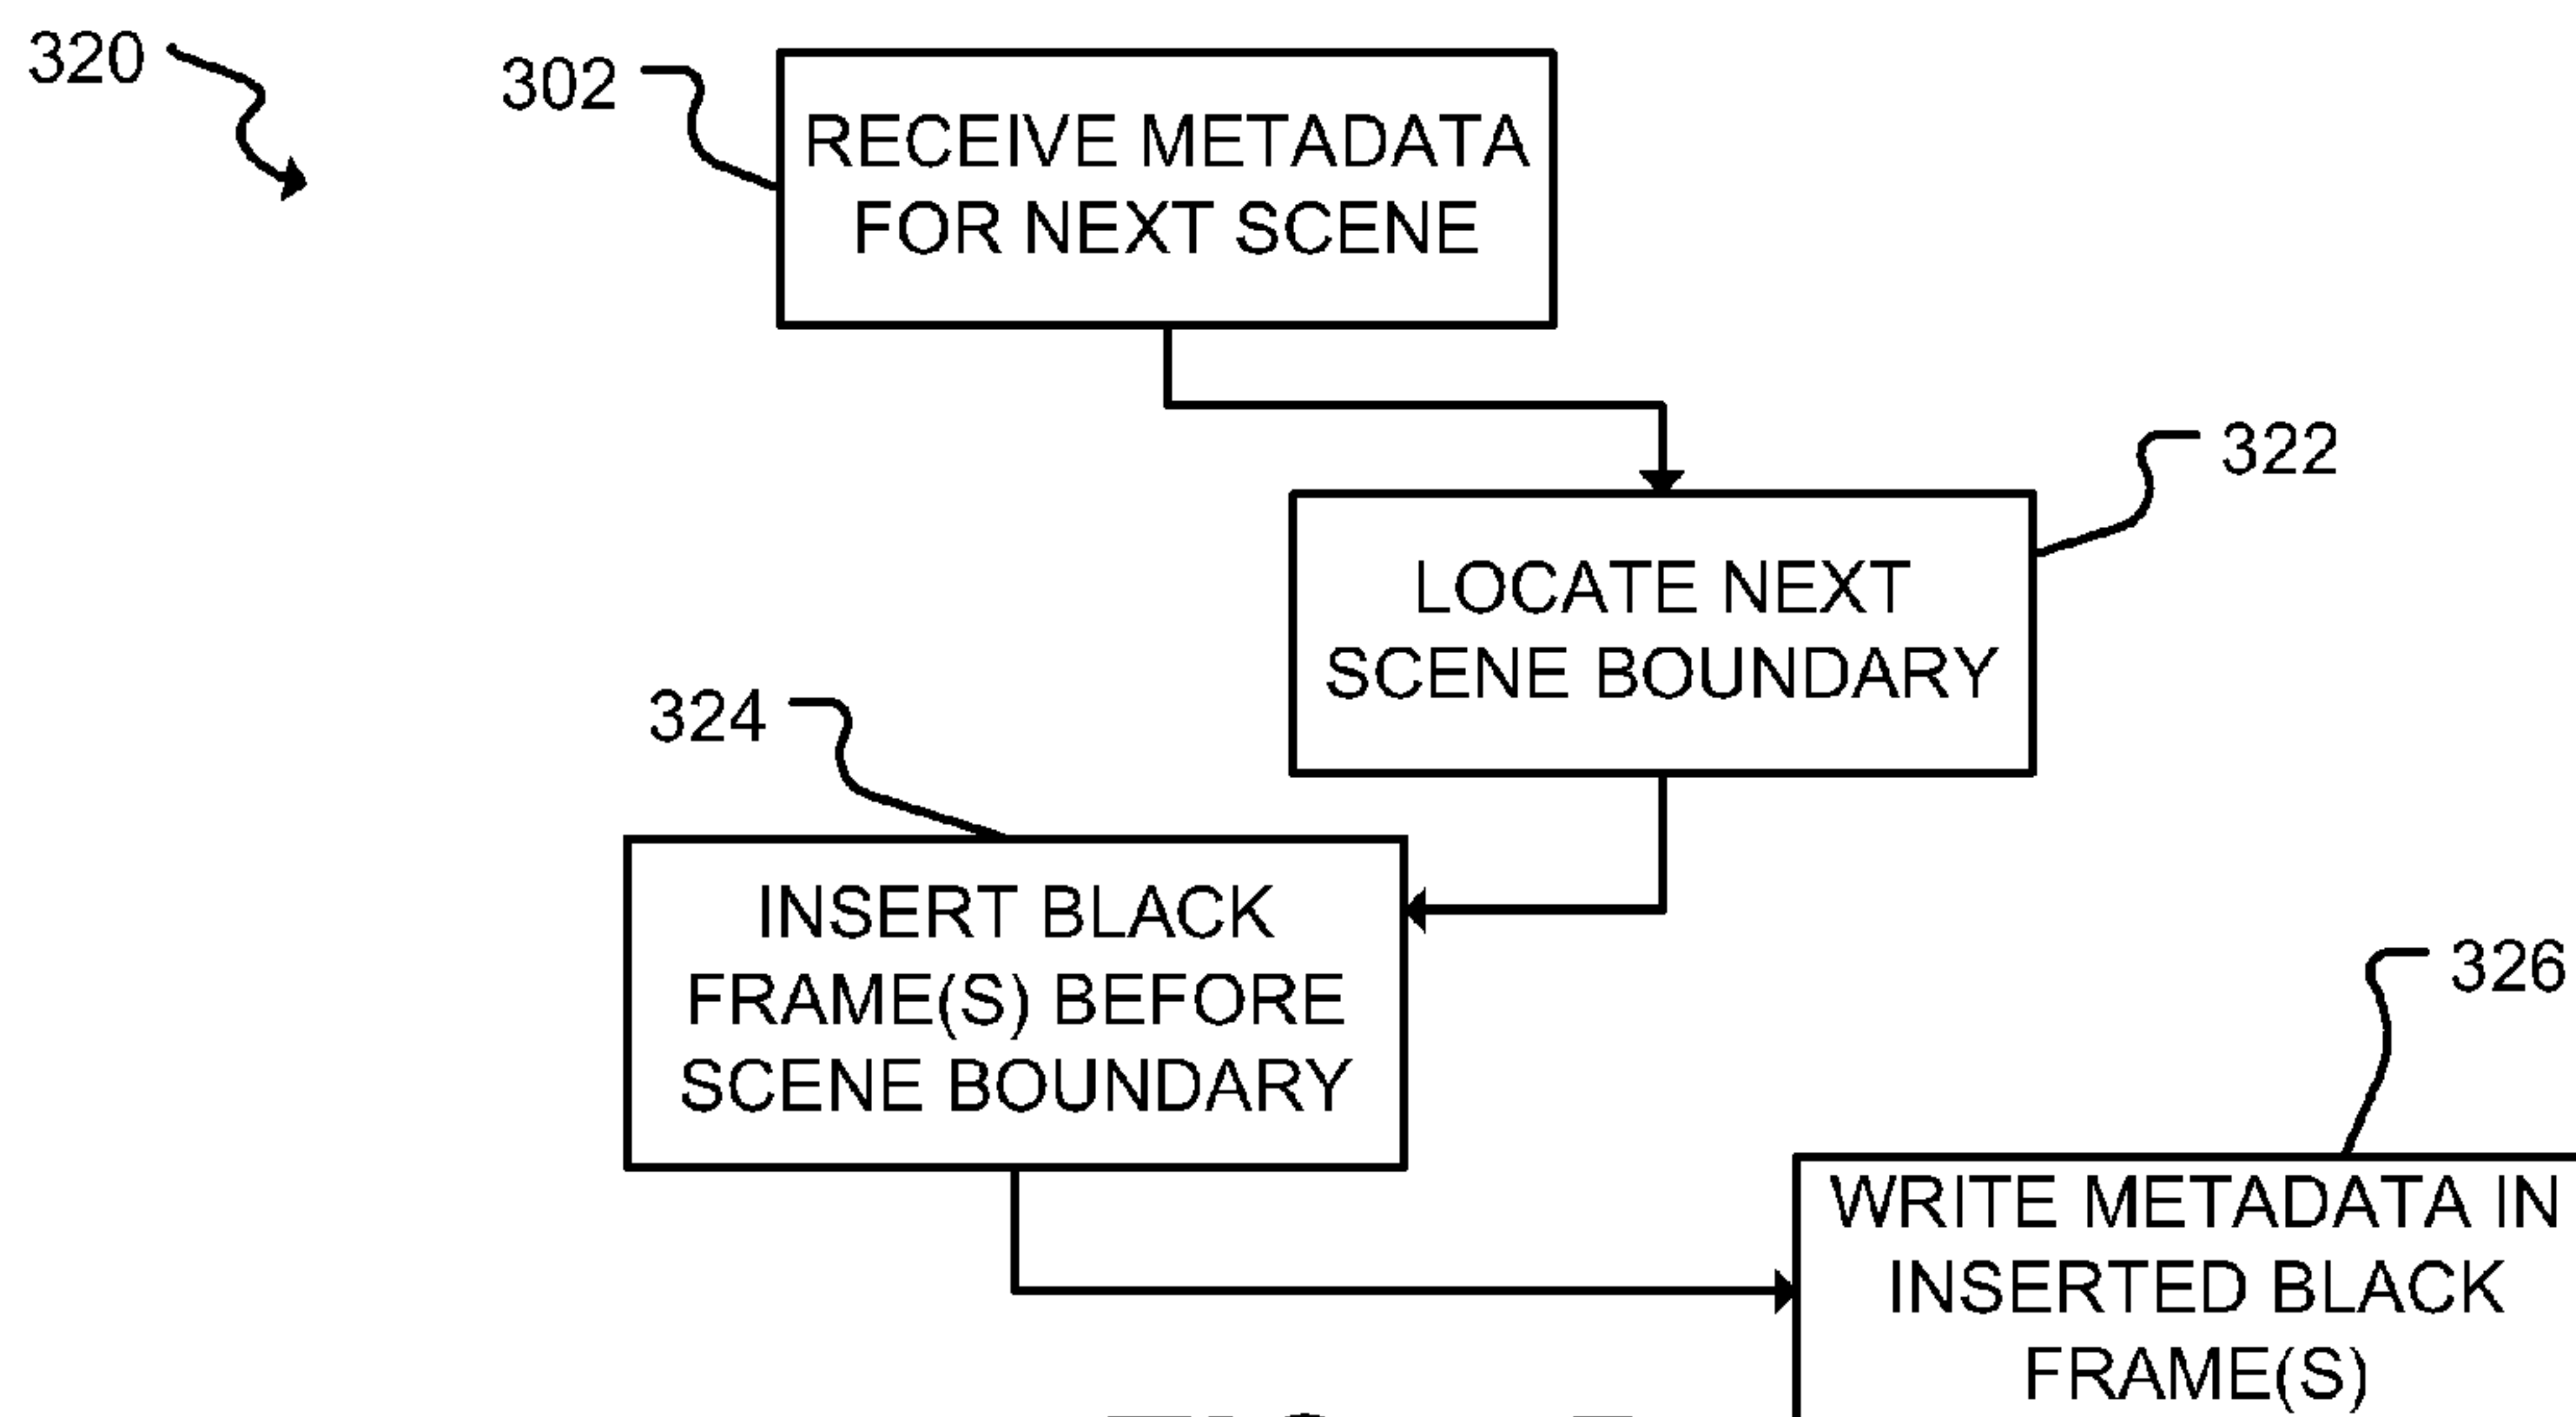 320
302
RECEIVE METADATA
FOR NEXT SCENE
322
LOCATE NEXT
SCENE BOUNDARY
324
INSERT BLACK
FRAME(S) BEFORE
SCENE BOUNDARY
326
WRITE METADATA IN
INSERTED BLACK
FRAME(S)